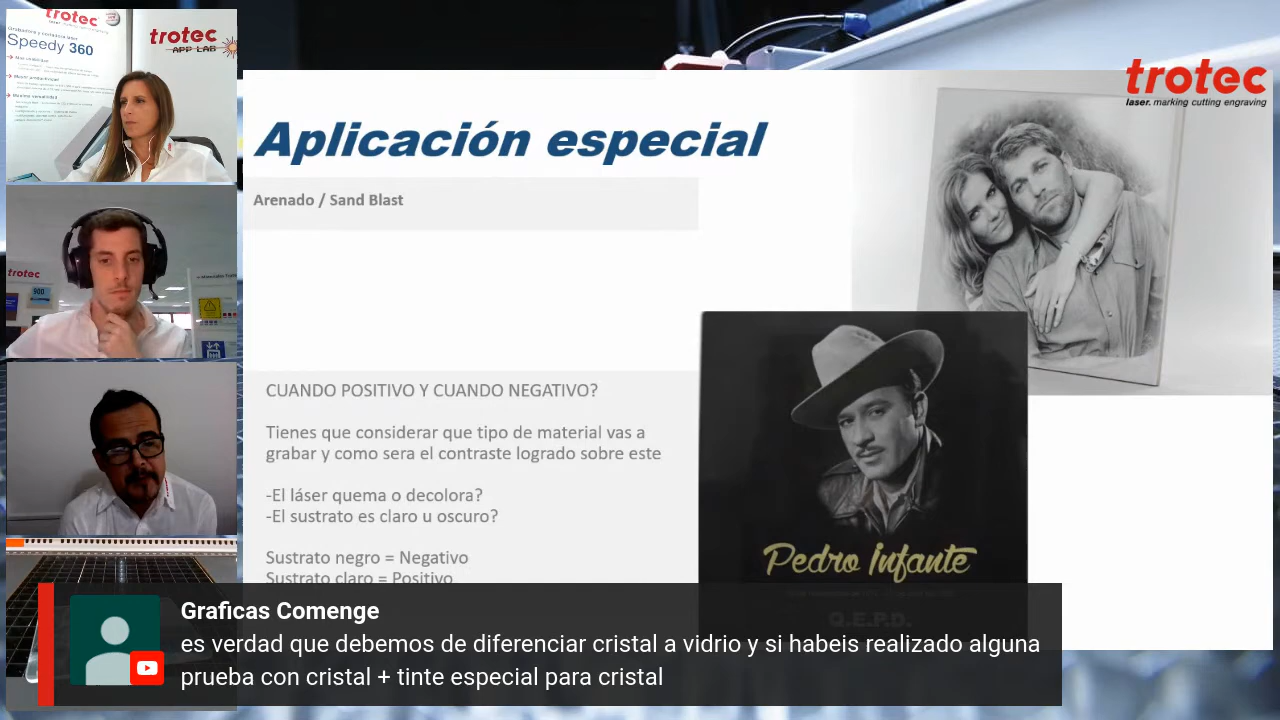 trotec
Speedy 360
trotec
APP LAB
trotec
900
trotec
laser. marking cutting engraving
Aplicación especial
Arenado / Sand Blast
CUANDO POSITIVO Y CUANDO NEGATIVO?
Tienes que considerar que tipo de material vas a
grabar y como sera el contraste logrado sobre este
-El láser quema o decolora?
-El sustrato es claro u oscuro?
Sustrato negro = Negativo
Sustrato claro = Positivo
Pedro Infante
Q.E.P.D.
Graficas Comenge
es verdad que debemos de diferenciar cristal a vidrio y si habeis realizado alguna
prueba con cristal + tinte especial para cristal